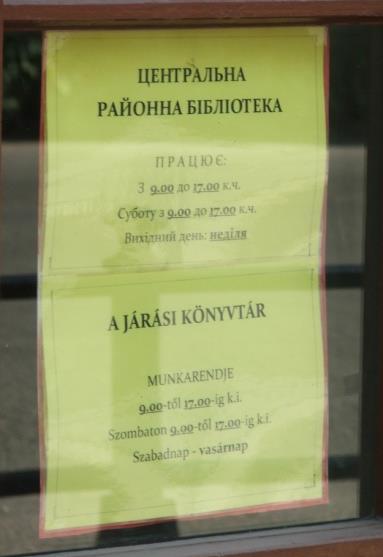 ЦЕНТРАЛЬНА
РАЙОННА БІБЛІОТЕКА
ПРАЦЮЄ:
З 9.00 до 17.00 к.ч.
Суботу з 9.00 до 17.00 к.ч.
Вихідний день: неділя
A JÁRÁSI KÖNYVTÁR
MUNKARENDJE
9.00-től 17.00-ig k.i.
Szombaton 9.00-től 17.00-ig k.i.
Szabadnap - vasárnap